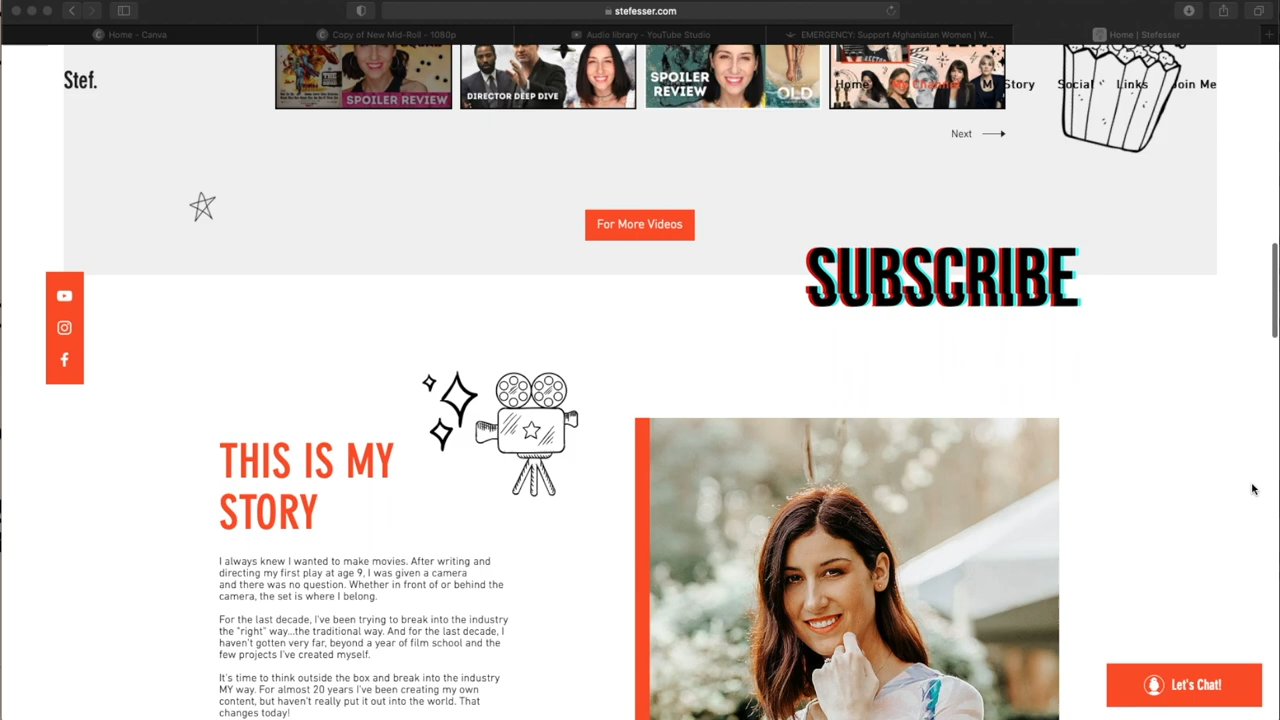 stefesser.com
Home - Canva
Copy of New Mid-Roll - 1080p
Audio library - YouTube Studio
EMERGENCY: Support Afghanistan Women | W...
Home | Stefesser
Stef.
SPOILER REVIEW
DIRECTOR DEEP DIVE
SPOILER
REVIEW
OLD
Home
My Channel
My Story
Social
Links
Join Me
Next
For More Videos
SUBSCRIBE
THIS IS MY
STORY
I always knew I wanted to make movies. After writing and
directing my first play at age 9, I was given a camera
and there was no question. Whether in front of or behind the
camera, the set is where I belong.
For the last decade, I've been trying to break into the industry
the "right" way...the traditional way. And for the last decade, I
haven't gotten very far, beyond a year of film school and the
few projects I've created myself.
It's time to think outside the box and break into the industry
MY way. For almost 20 years I've been creating my own
content, but haven't really put it out into the world. That
changes today!
Let's Chat!